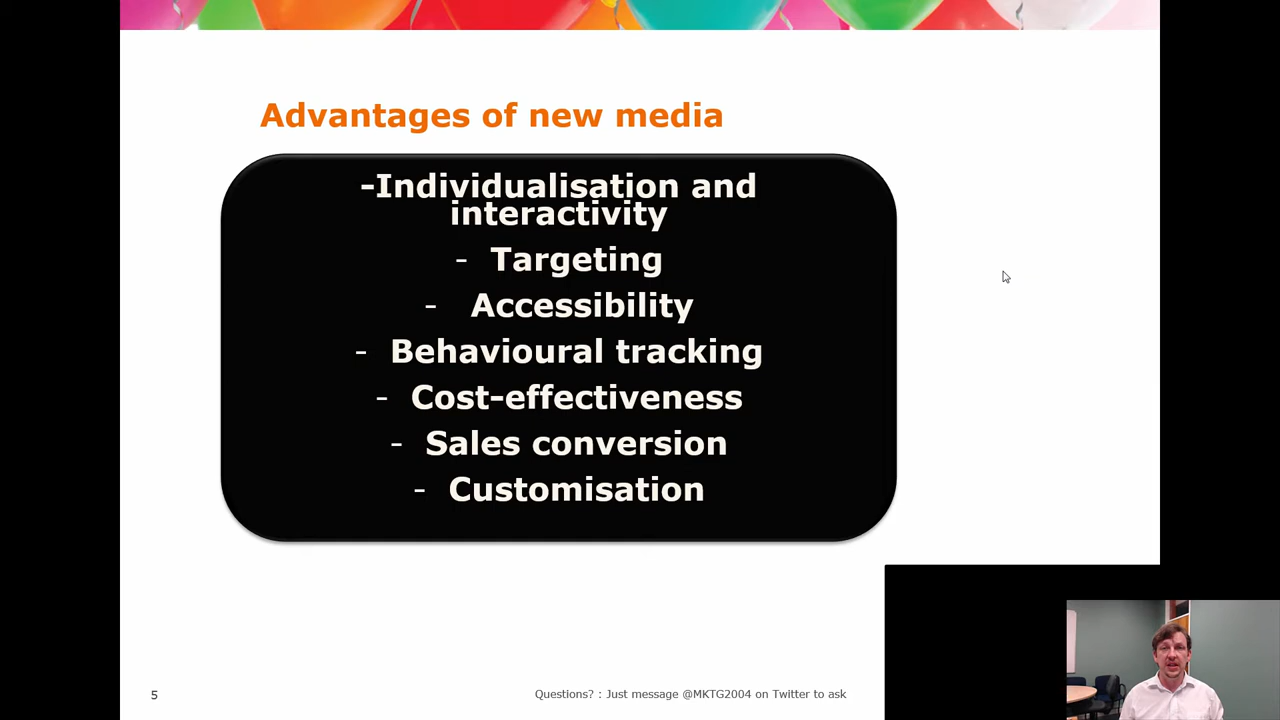 Advantages of new media
-Individualisation and
interactivity
- Targeting
- Accessibility
- Behavioural tracking
- Cost-effectiveness
- Sales conversion
- Customisation
5
Questions? : Just message @MKTG2004 on Twitter to ask